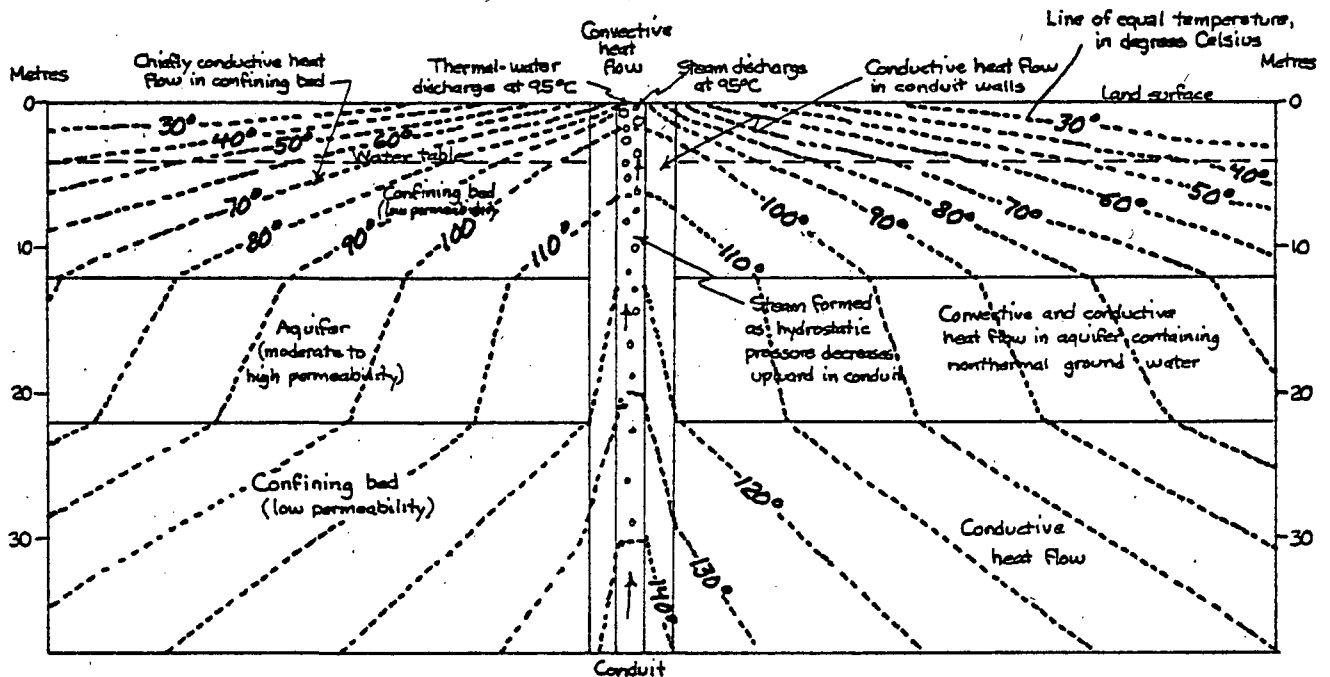 Line of equal temperature,
in degrees Celsius
Convective
heat
flow
Chiefly conductive heat
flow in confining bed
Thermal-water
discharge at 95°C
Steam discharge
at 95°C
Conductive heat flow
in conduit walls
Metres
Metres
Land surface
0
0
30°
30°
40°
50°
60°
Water table
40°
50°
60°
70°
Confining bed
(low permeability)
70°
80°
90°
100
110°
100°
90°
80°
110°
10
10
Aquifer
(moderate to
high permeability)
Steam formed
as hydrostatic
pressure decreases
upward in conduit
Convective and conductive
heat flow in aquifer containing
nonthermal ground water
20
20
Confining bed
(low permeability)
120°
Conductive
heat flow
30
30
140°
130°
Conduit